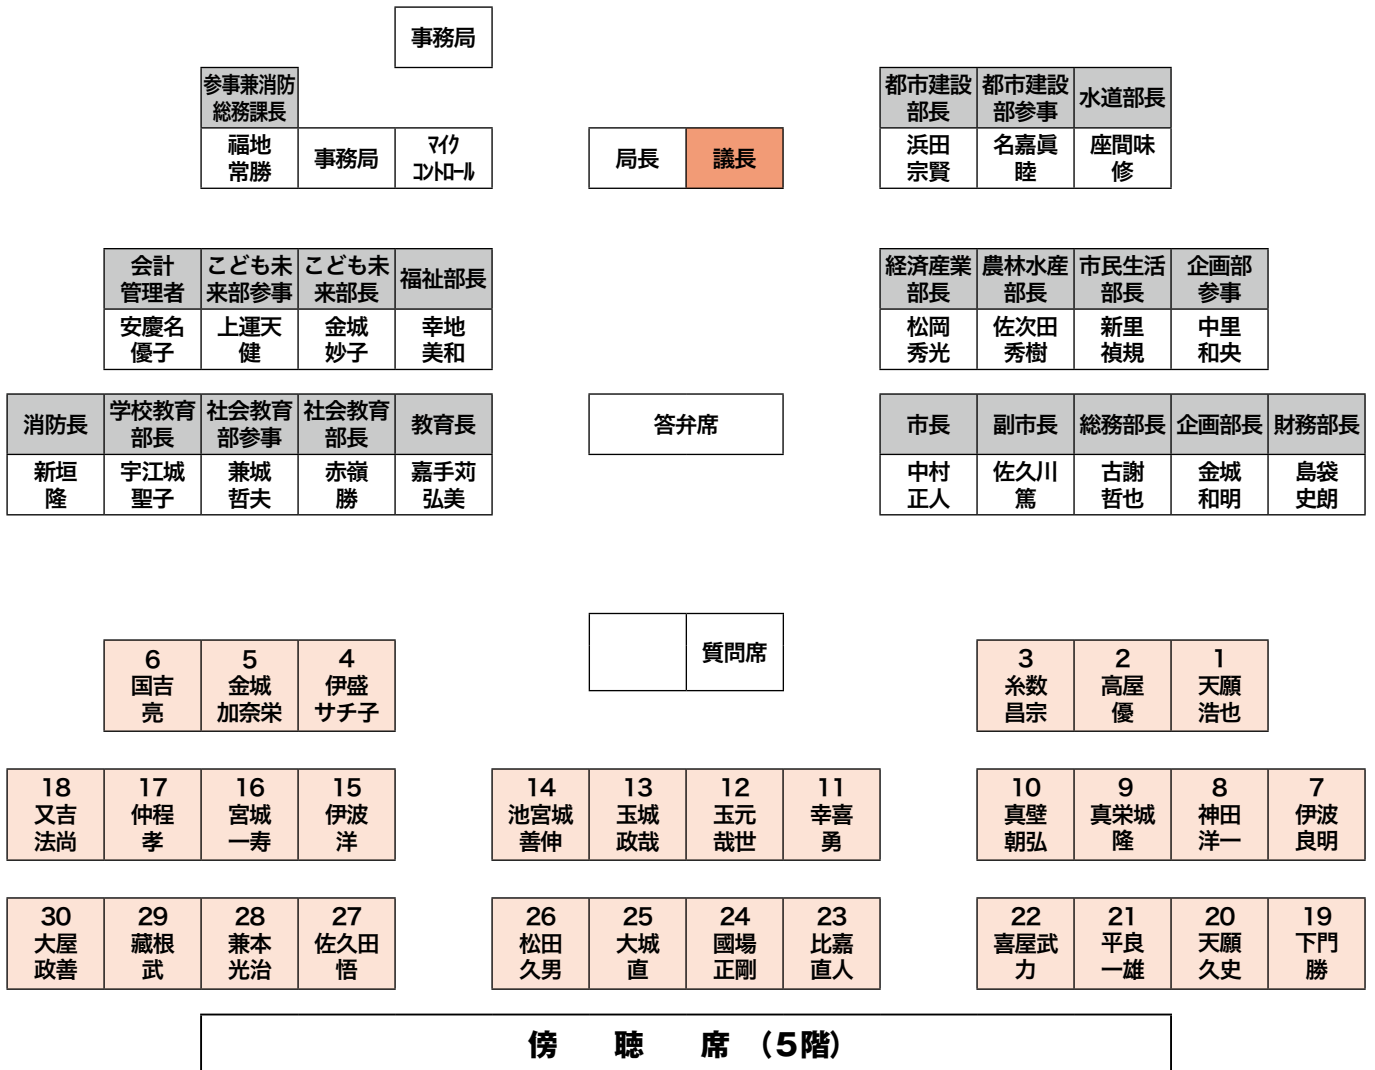 事務局
参事兼消防
総務課長
福地
常勝
事務局
マイク
コントロール
局長
議長
都市建設
部長
浜田
宗賢
都市建設
部参事
名嘉眞
睦
水道部長
座間味
修
会計
管理者
安慶名
優子
こども未
来部参事
上運天
健
こども未
来部長
金城
妙子
福祉部長
幸地
美和
経済産業
部長
松岡
秀光
農林水産
部長
佐次田
秀樹
市民生活
部長
新里
禎規
企画部
参事
中里
和央
消防長
新垣
隆
学校教育
部長
宇江城
聖子
社会教育
部参事
兼城
哲夫
社会教育
部長
赤嶺
勝
教育長
嘉手苅
弘美
答弁席
市長
中村
正人
副市長
佐久川
篤
総務部長
古謝
哲也
企画部長
金城
和明
財務部長
島袋
史朗
質問席
6
国吉
亮
5
金城
加奈栄
4
伊盛
サチ子
3
糸数
昌宗
2
高屋
優
1
天願
浩也
18
又吉
法尚
17
仲程
孝
16
宮城
一寿
15
伊波
洋
14
池宮城
善伸
13
玉城
政哉
12
玉元
哉世
11
幸喜
勇
10
真壁
朝弘
9
真栄城
隆
8
神田
洋一
7
伊波
良明
30
大屋
政善
29
藏根
武
28
兼本
光治
27
佐久田
悟
26
松田
久男
25
大城
直
24
國場
正剛
23
比嘉
直人
22
喜屋武
力
21
平良
一雄
20
天願
久史
19
下門
勝
傍 聴 席 （5階）